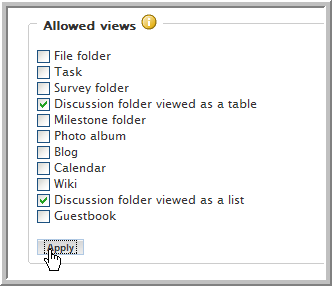 Allowed views
File folder
Task
Survey folder
Discussion folder viewed as a table
Milestone folder
Photo album
Blog
Calendar
Wiki
Discussion folder viewed as a list
Guestbook
Apply